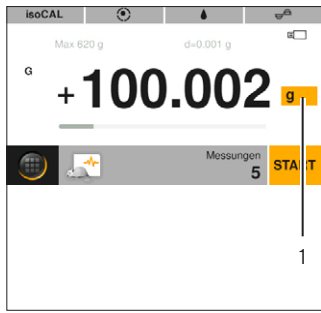 isoCAL
Max 620 g
d=0.001 g
G
+100.002 g
Messungen
5
START
1